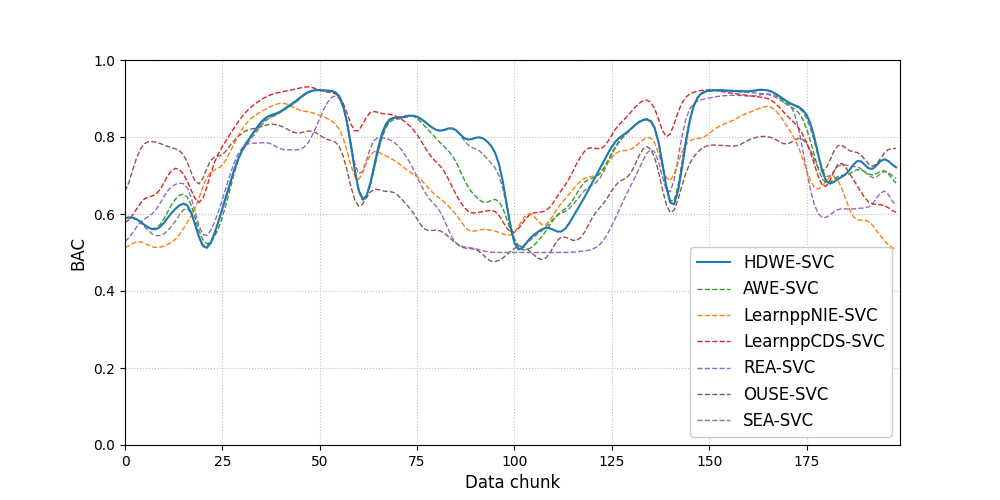 1.0
0.8
0.6
0.4
0.2
0.0
BAC
0
25
50
75
100
125
150
175
Data chunk
HDWE-SVC
AWE-SVC
LearnppNIE-SVC
LearnppCDS-SVC
REA-SVC
OUSE-SVC
SEA-SVC